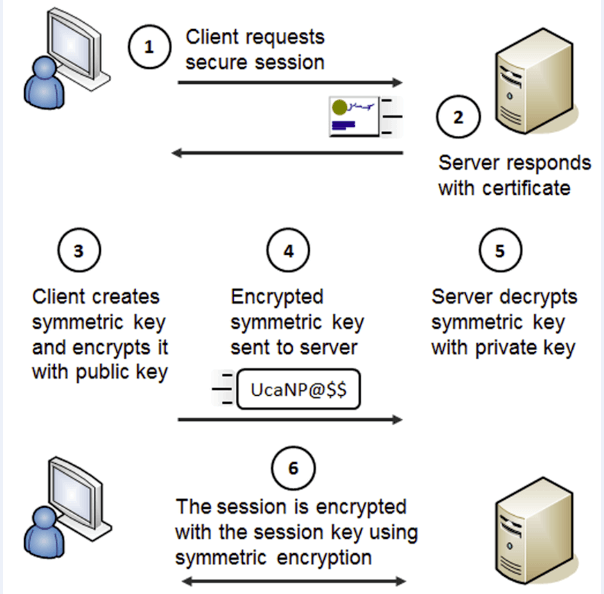 1
Client requests
secure session
2
Server responds
with certificate
3
Client creates
symmetric key
and encrypts it
with public key
4
Encrypted
symmetric key
sent to server
UcaNP@$$
5
Server decrypts
symmetric key
with private key
6
The session is encrypted
with the session key using
symmetric encryption